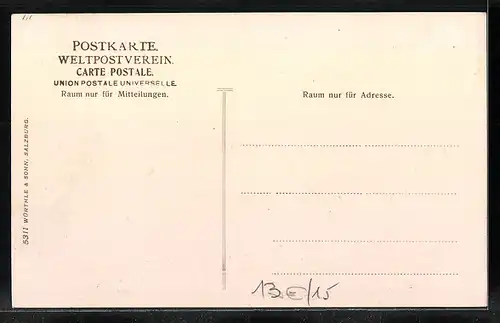 POSTKARTE.
WELTPOSTVEREIN.
CARTE POSTALE.
UNION POSTALE UNIVERSELLE.
Raum nur für Mitteilungen.
Raum nur für Adresse.
5311 WÜRTHLE & SOHN, SALZBURG.
13€/15